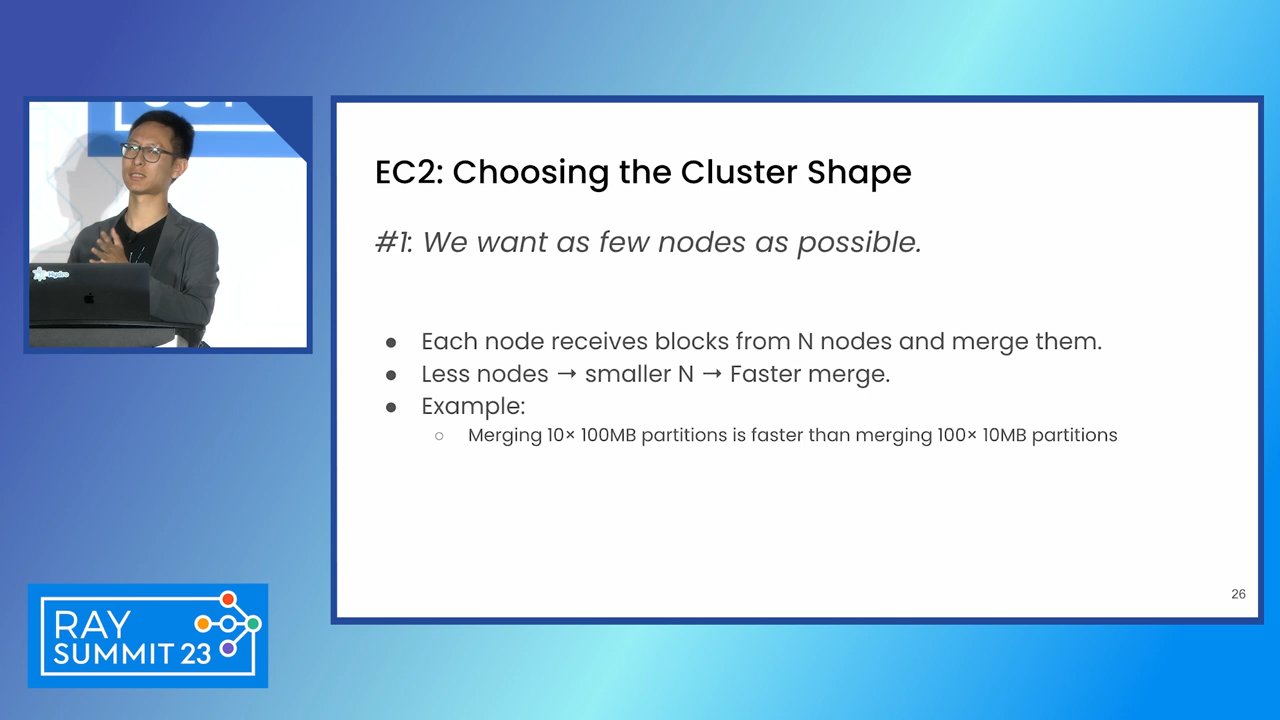 EC2: Choosing the Cluster Shape
#1: We want as few nodes as possible.
● Each node receives blocks from N nodes and merge them.
● Less nodes → smaller N → Faster merge.
● Example:
○ Merging 10× 100MB partitions is faster than merging 100× 10MB partitions
26
Hydro
RAY
SUMMIT 23